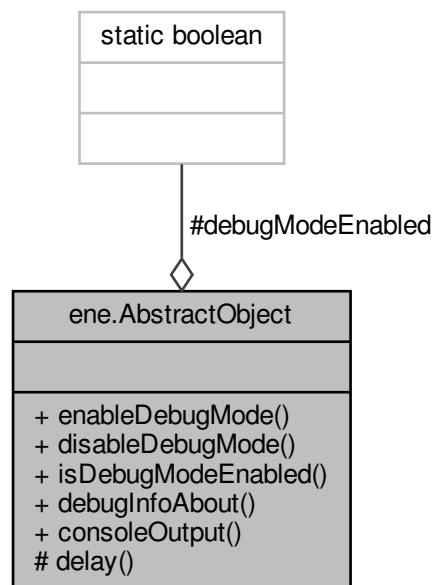 static boolean
#debugModeEnabled
ene.AbstractObject
+ enableDebugMode()
+ disableDebugMode()
+ isDebugModeEnabled()
+ debugInfoAbout()
+ consoleOutput()
# delay()